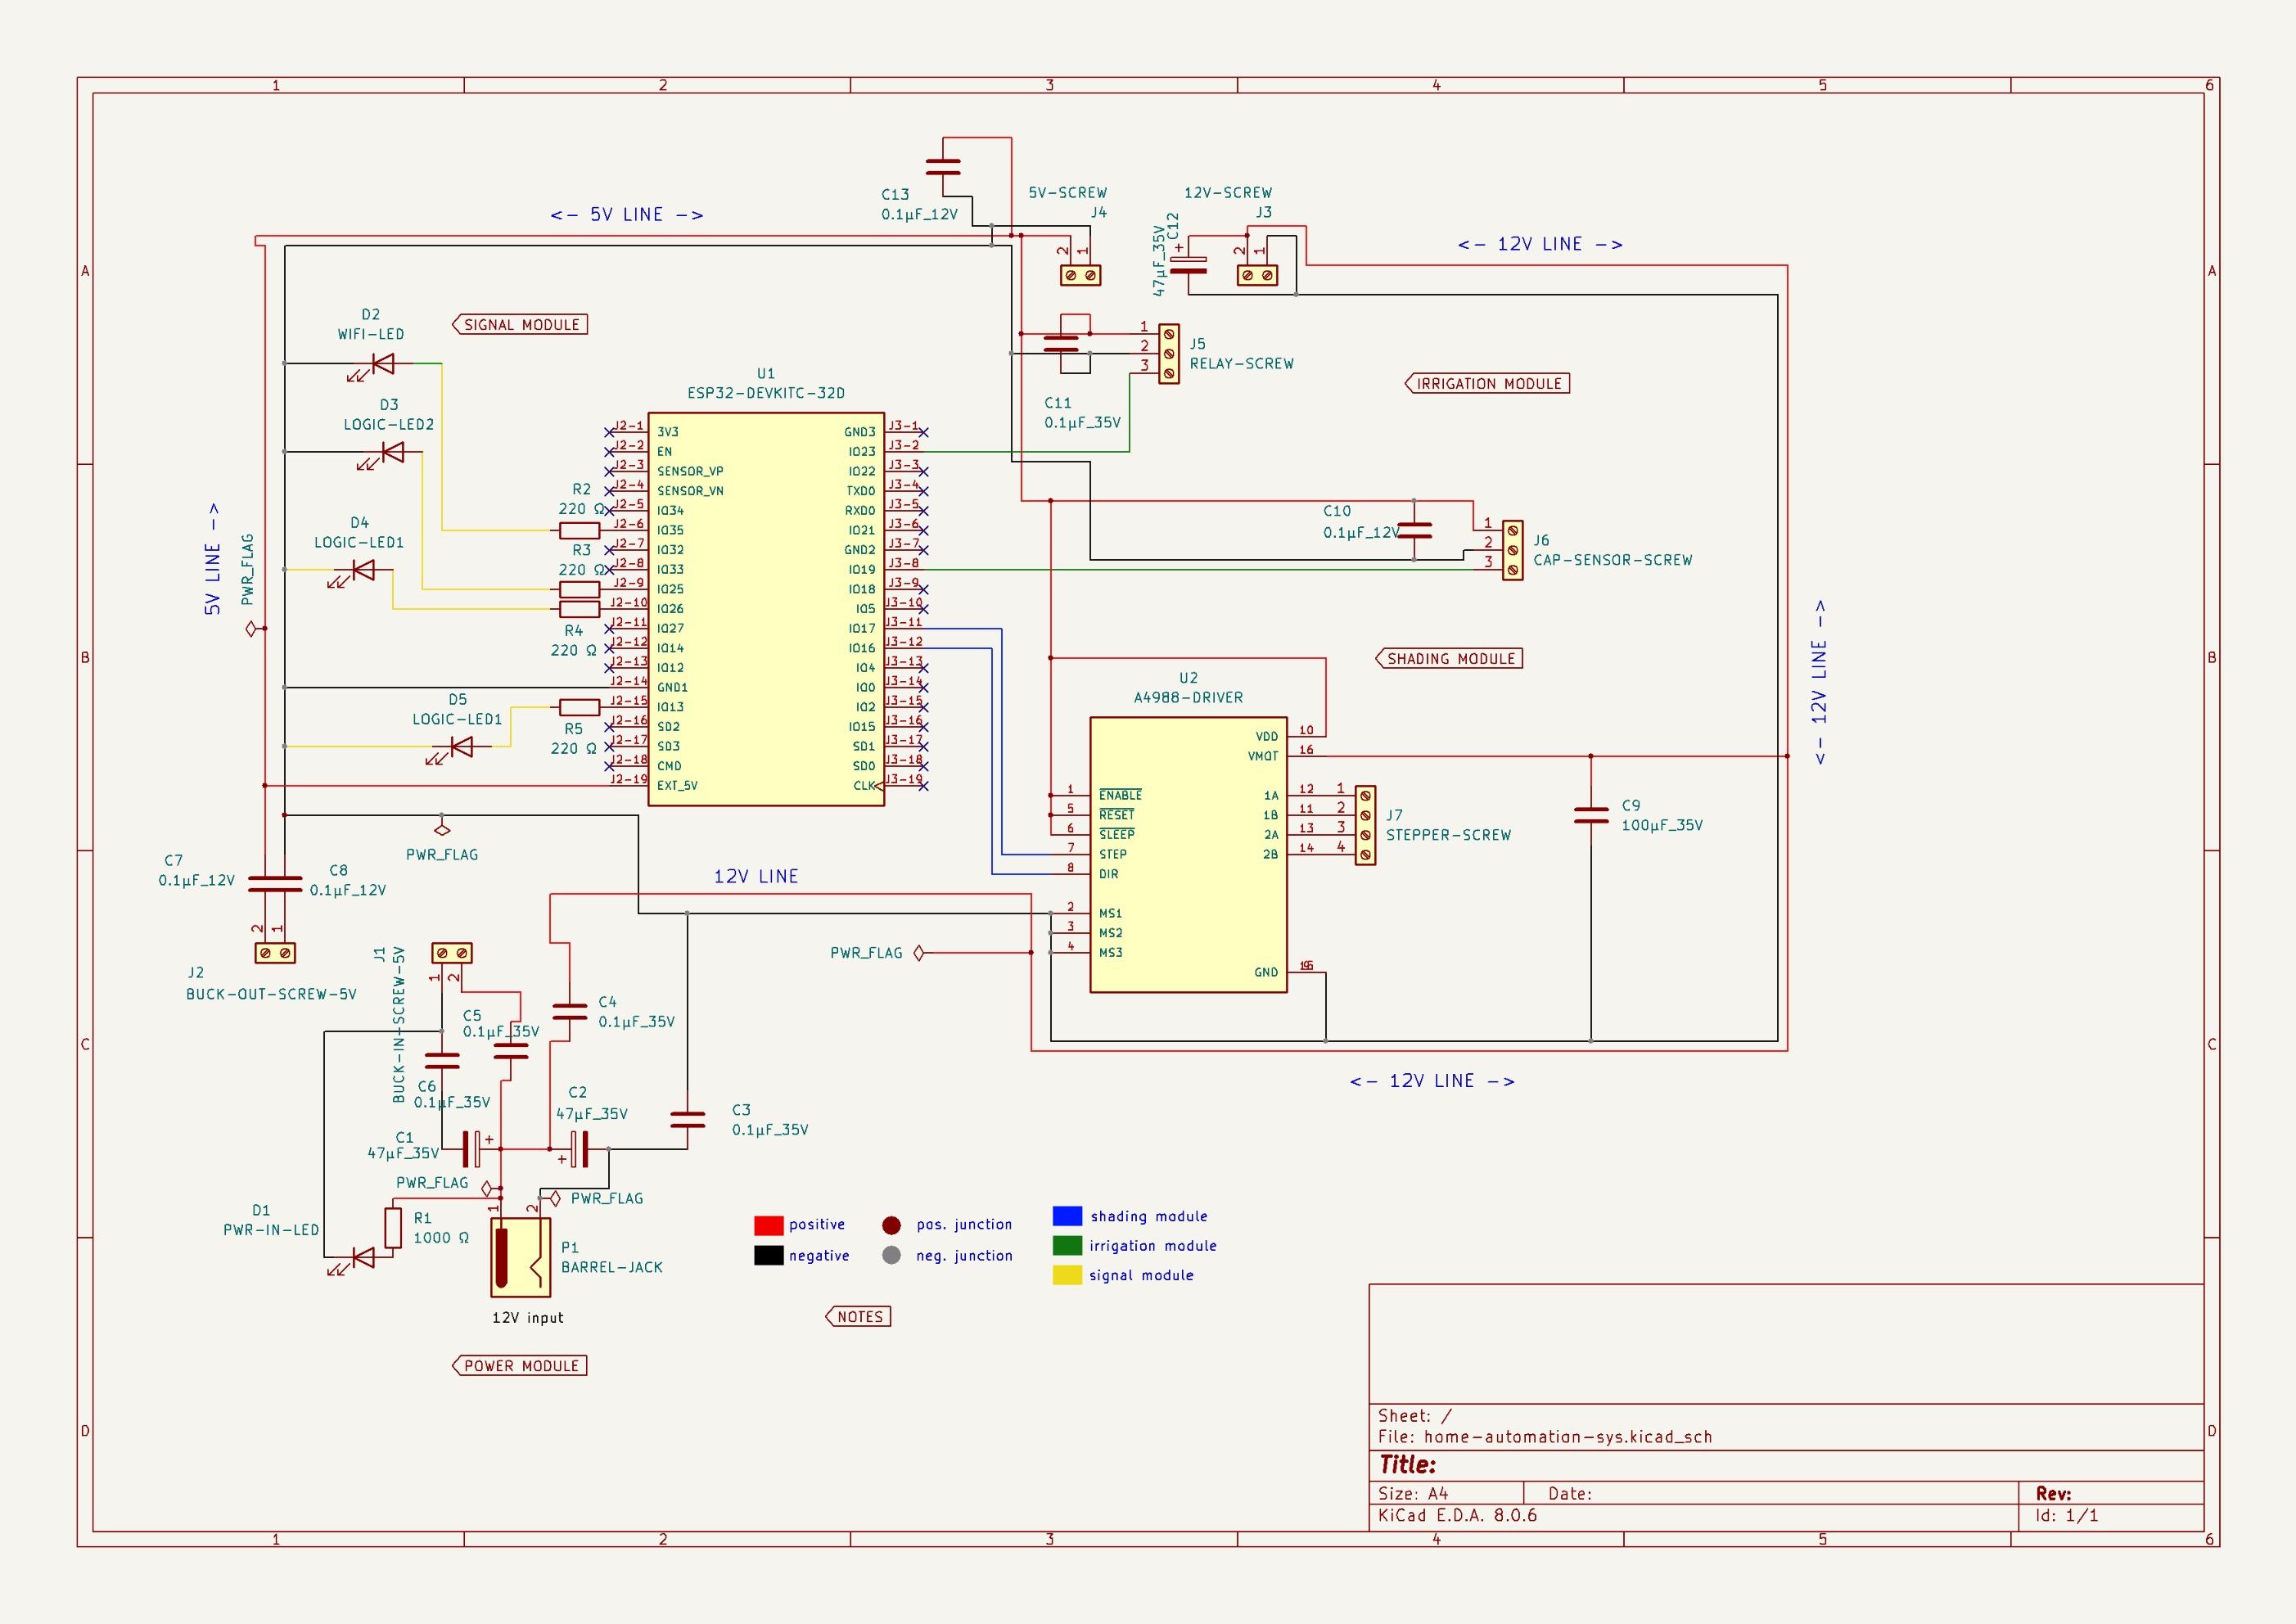 1 2 3 4 5 6
A
B
C
D
A
B
C
D
1 2 3 4 5 6
<- 5V LINE ->
C13
0.1µF_12V
5V-SCREW
J4
2 1
12V-SCREW
J3
2 1
C12
47µF_35V
+
<- 12V LINE ->
D2
WIFI-LED
SIGNAL MODULE
D3
LOGIC-LED2
D4
LOGIC-LED1
D5
LOGIC-LED1
5V LINE ->
PWR_FLAG
R2
220 Ω
R3
220 Ω
R4
220 Ω
R5
220 Ω
U1
ESP32-DEVKITC-32D
J2-1 3V3
J2-2 EN
J2-3 SENSOR_VP
J2-4 SENSOR_VN
J2-5 IO34
J2-6 IO35
J2-7 IO32
J2-8 IO33
J2-9 IO25
J2-10 IO26
J2-11 IO27
J2-12 IO14
J2-13 IO12
J2-14 GND1
J2-15 IO13
J2-16 SD2
J2-17 SD3
J2-18 CMD
J2-19 EXT_5V
GND3 J3-1
IO23 J3-2
IO22 J3-3
TXD0 J3-4
RXD0 J3-5
IO21 J3-6
GND2 J3-7
IO19 J3-8
IO18 J3-9
IO5 J3-10
IO17 J3-11
IO16 J3-12
IO4 J3-13
IO0 J3-14
IO2 J3-15
IO15 J3-16
SD1 J3-17
SD0 J3-18
CLK J3-19
C11
0.1µF_35V
1
2
3
J5
RELAY-SCREW
IRRIGATION MODULE
C10
0.1µF_12V
1
2
3
J6
CAP-SENSOR-SCREW
SHADING MODULE
<- 12V LINE ->
U2
A4988-DRIVER
VDD 10
VMOT 16
1 ENABLE
5 RESET
6 SLEEP
7 STEP
8 DIR
2 MS1
3 MS2
4 MS3
1A 12 1
1B 11 2
2A 13 3
2B 14 4
GND
J7
STEPPER-SCREW
C9
100µF_35V
<- 12V LINE ->
PWR_FLAG
C7
0.1µF_12V
C8
0.1µF_12V
2 1
J2
BUCK-OUT-SCREW-5V
12V LINE
PWR_FLAG
J1
BUCK-IN-SCREW-5V
1 2
C5
0.1µF_35V
C4
0.1µF_35V
C6
0.1µF_35V
C2
47µF_35V
+
C3
0.1µF_35V
C1
47µF_35V
+
PWR_FLAG
PWR_FLAG
D1
PWR-IN-LED
R1
1000 Ω
1 2
P1
BARREL-JACK
12V input
POWER MODULE
positive
negative
pos. junction
neg. junction
shading module
irrigation module
signal module
NOTES
Sheet: /
File: home-automation-sys.kicad_sch
Title:
Size: A4 Date: Rev:
KiCad E.D.A. 8.0.6 Id: 1/1